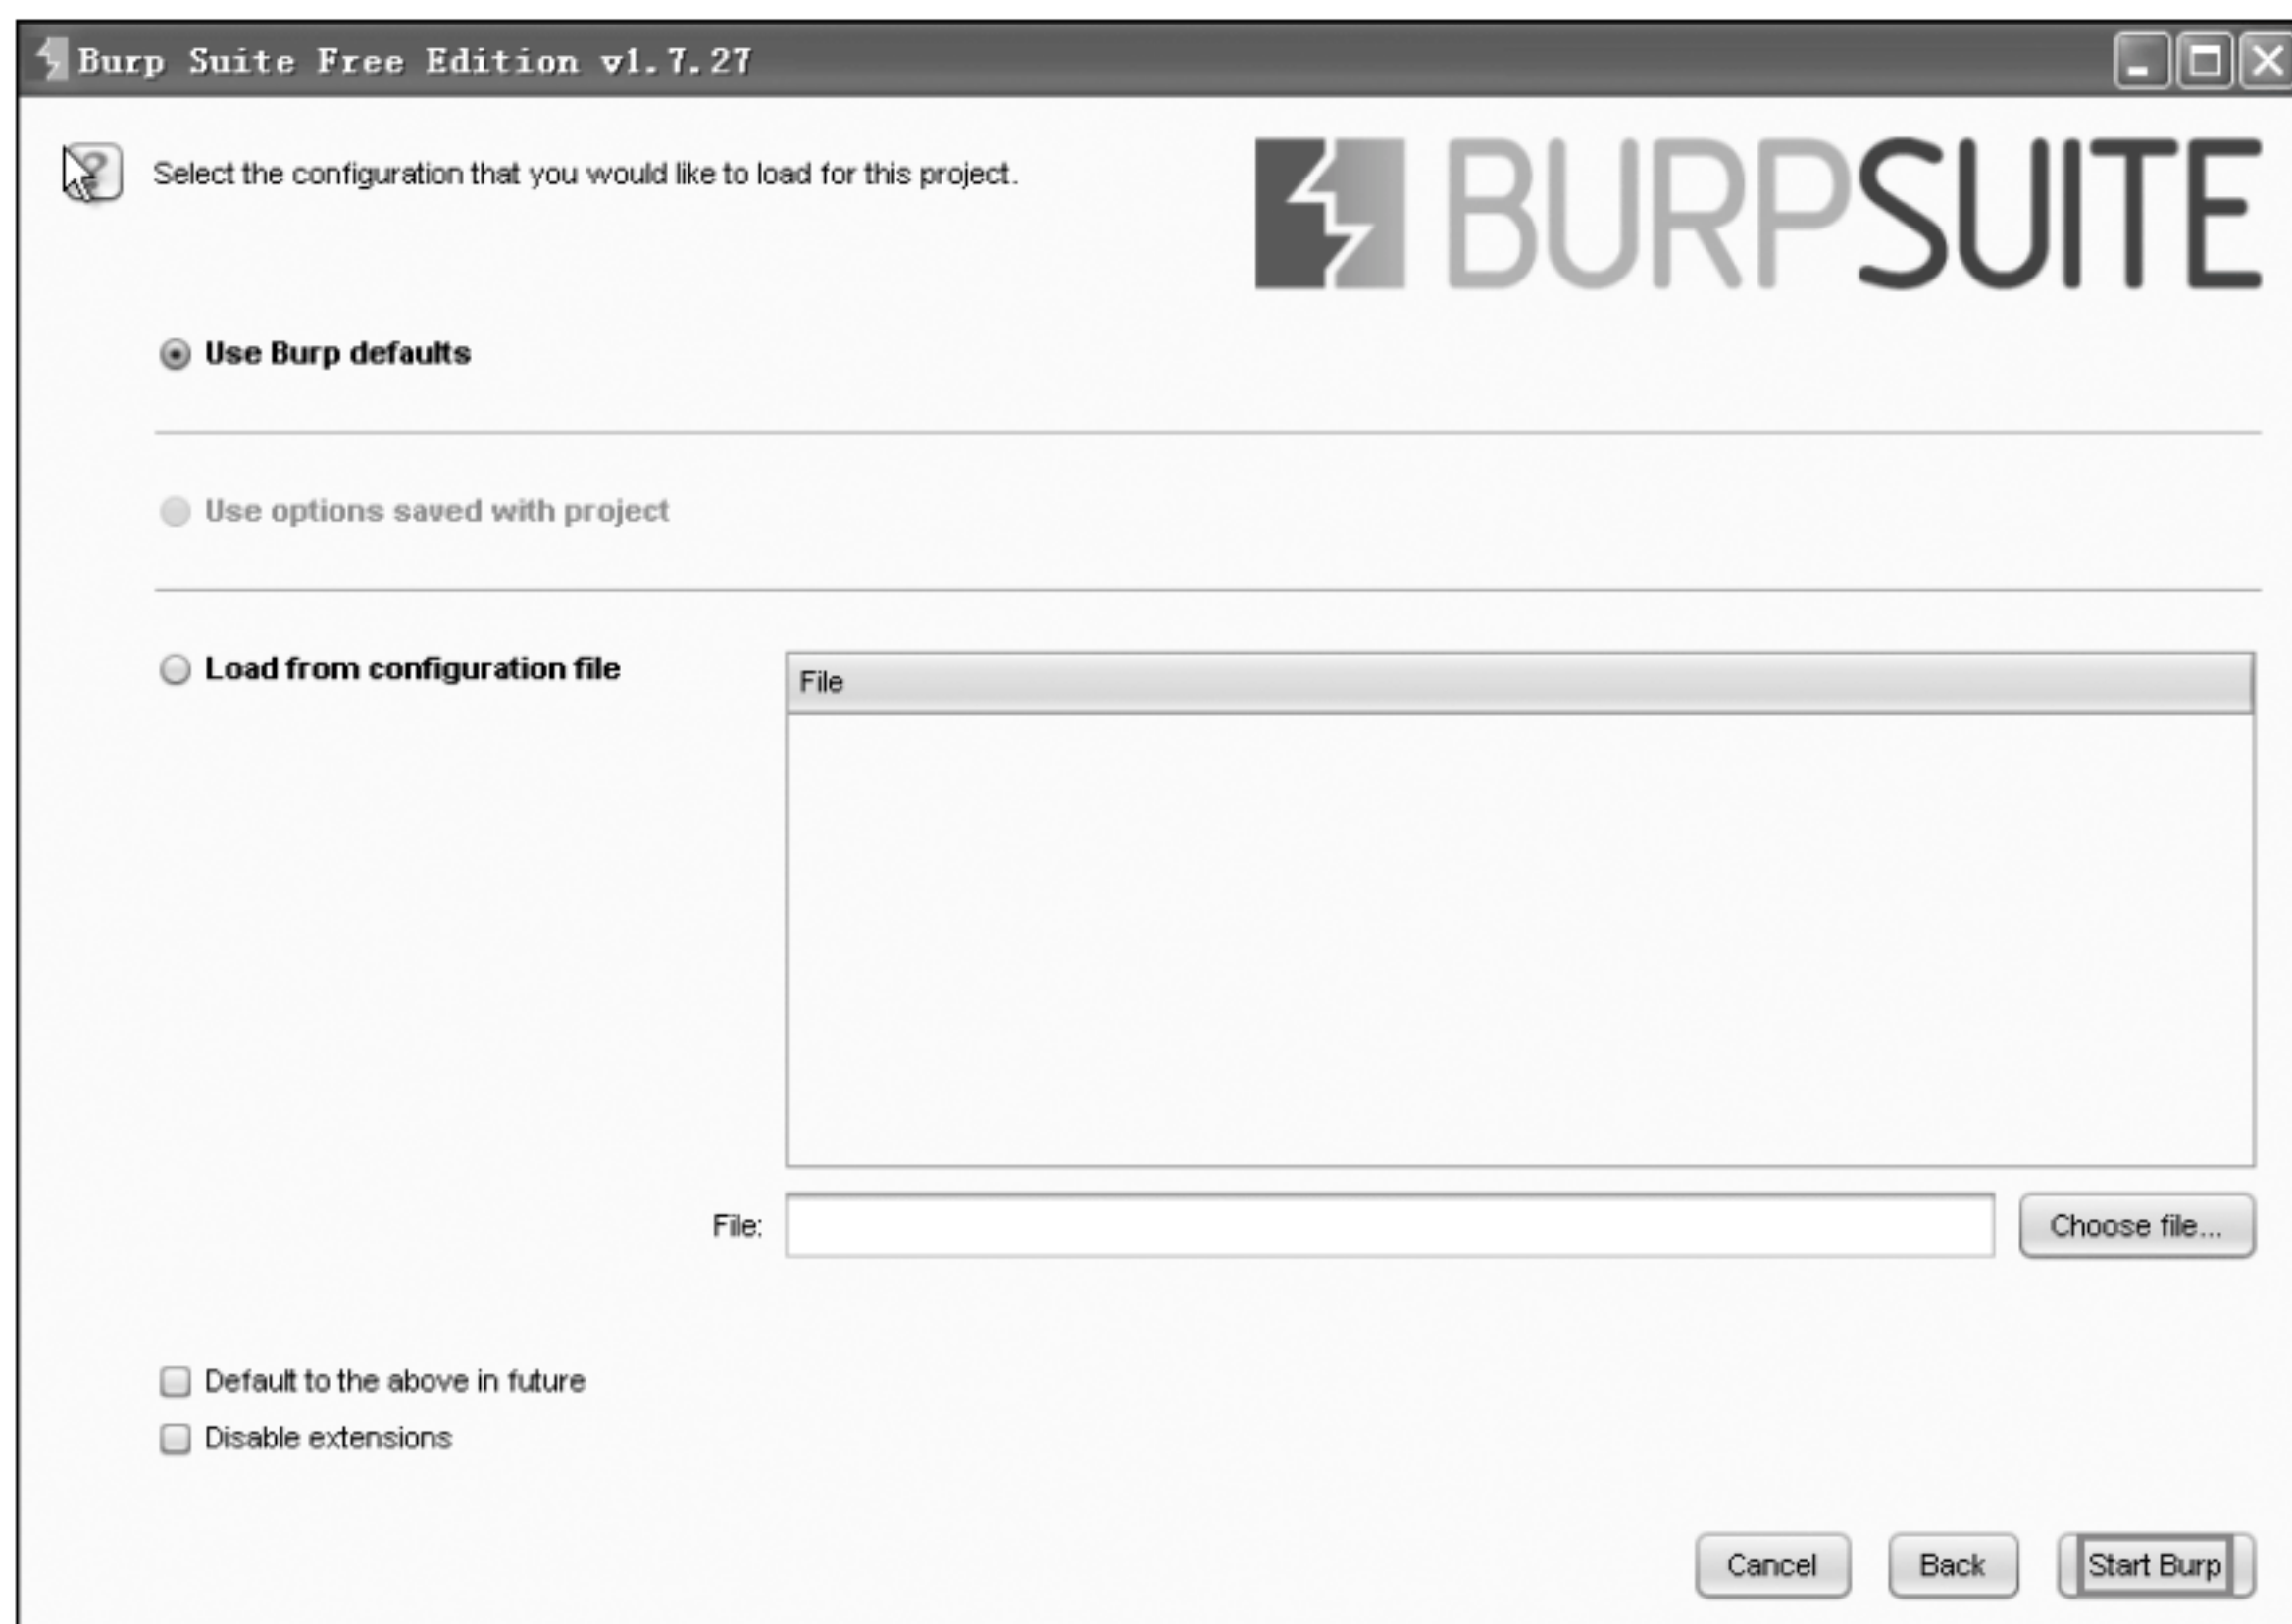 Burp Suite Free Edition v1.7.27
Select the configuration that you would like to load for this project.
BURPSUITE
Use Burp defaults
Use options saved with project
Load from configuration file
File
File:
Choose file...
Default to the above in future
Disable extensions
Cancel
Back
Start Burp